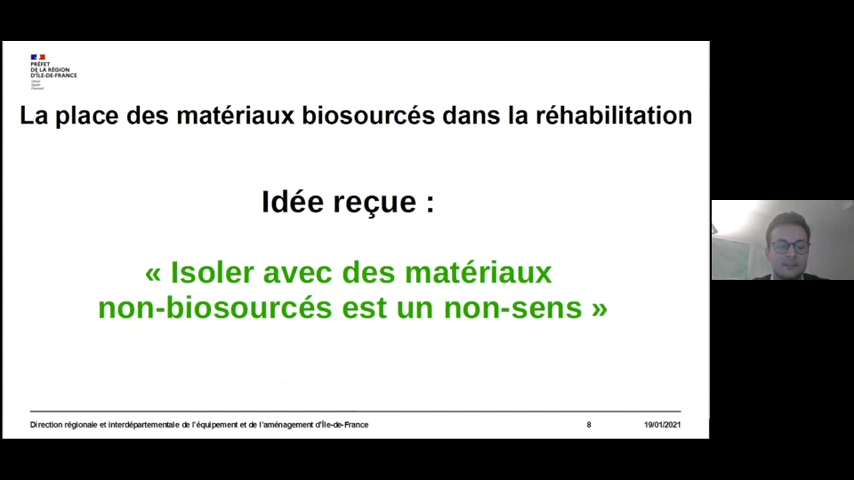 PRÉFET
DE LA RÉGION
D'ÎLE-DE-FRANCE
La place des matériaux biosourcés dans la réhabilitation
Idée reçue :
« Isoler avec des matériaux
non-biosourcés est un non-sens »
Direction régionale et interdépartementale de l'équipement et de l'aménagement d'Île-de-France
8
19/01/2021